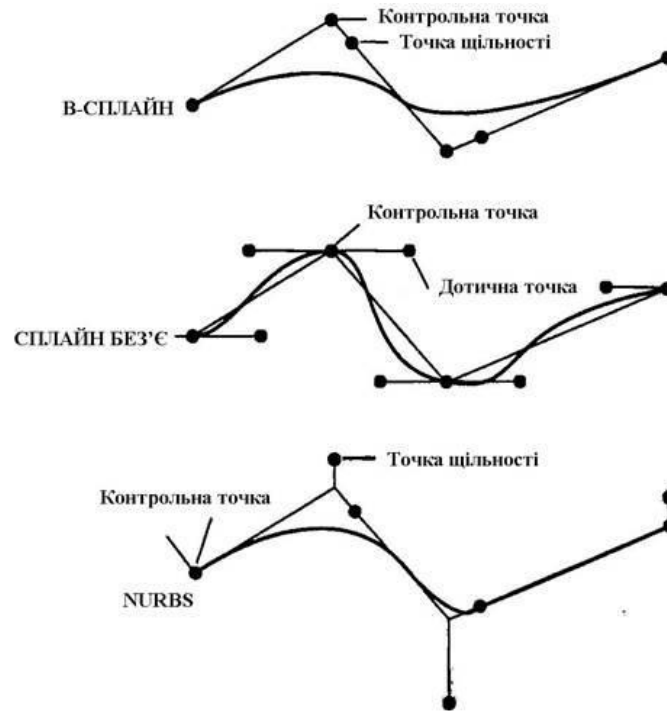 Контрольна точка
Точка щільності
В-СПЛАЙН
Контрольна точка
Дотична точка
СПЛАЙН БЕЗ'Є
Точка щільності
Контрольна точка
NURBS